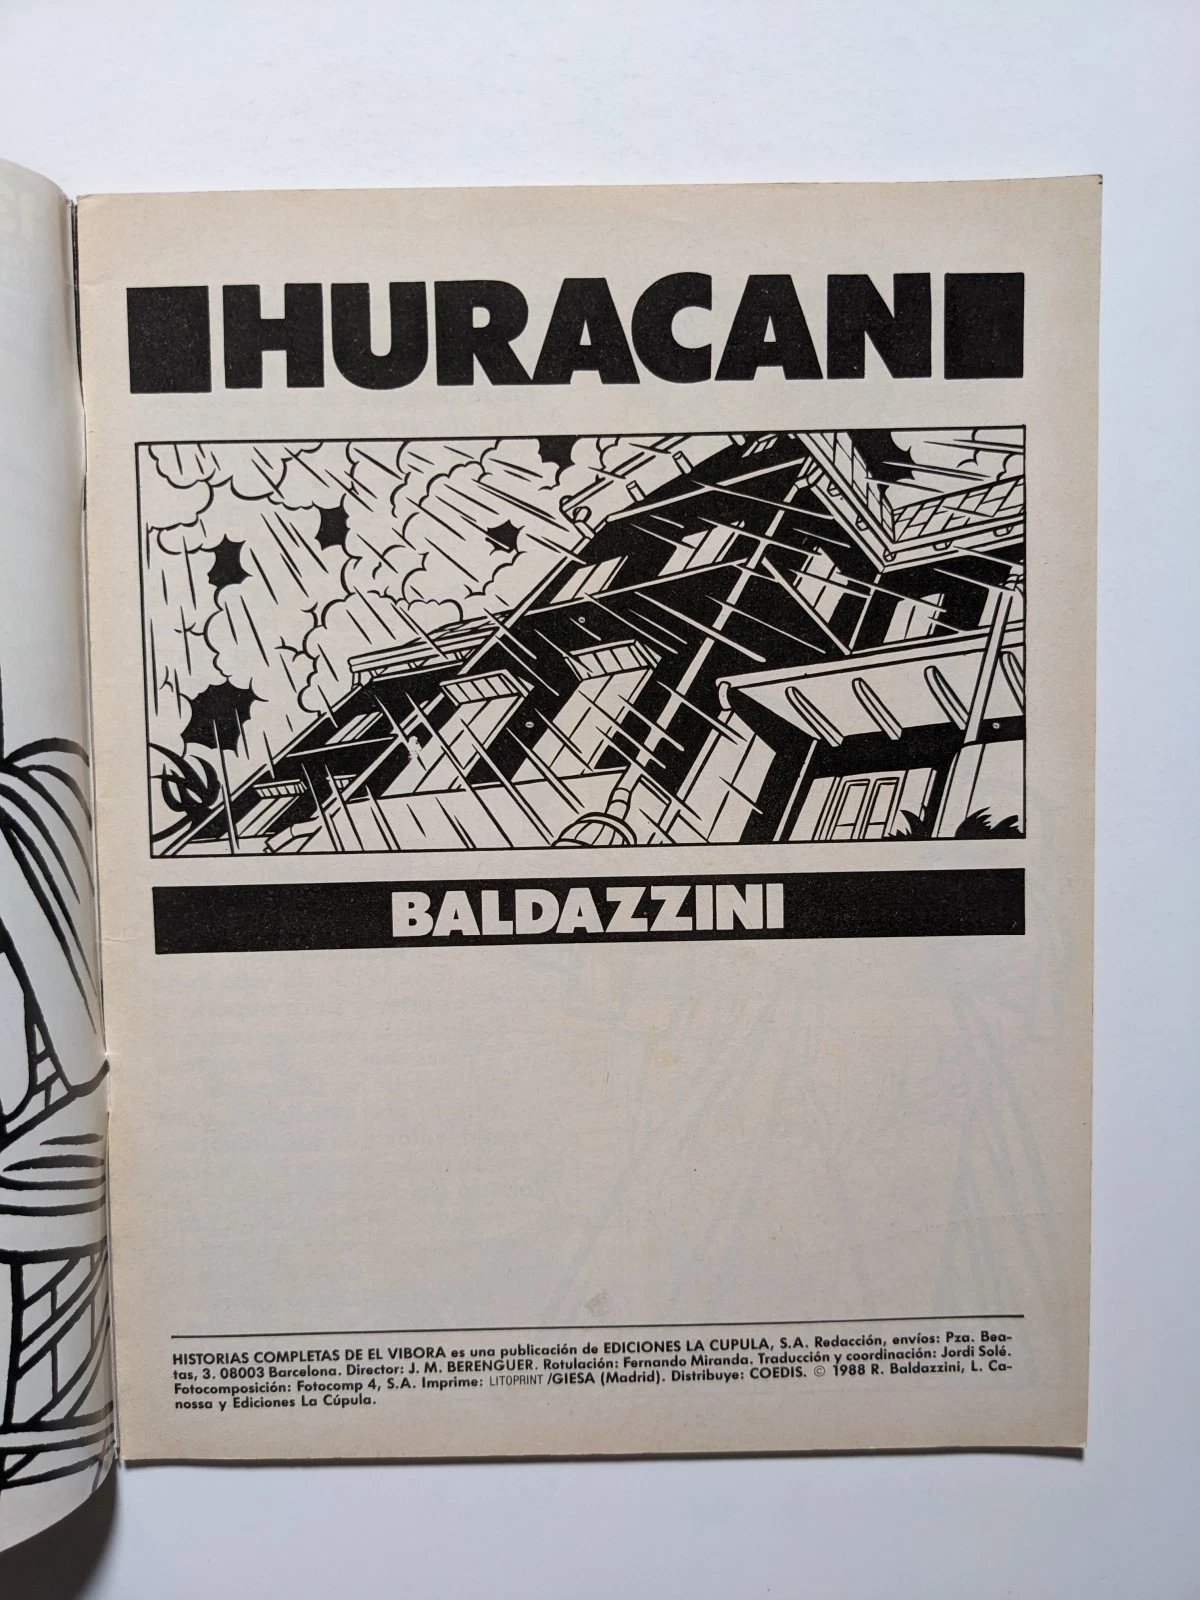 HURACAN
BALDAZZINI
HISTORIAS COMPLETAS DE EL VIBORA es una publicación de EDICIONES LA CUPULA, S.A. Redacción, envíos: Pza. Bea-
tas, 3. 08003 Barcelona. Director: J. M. BERENGUER. Rotulación: Fernando Miranda. Traducción y coordinación: Jordi Solé.
Fotocomposición: Fotocomp 4, S.A. Imprime: LITOPRINT /GIESA (Madrid). Distribuye: COEDIS. © 1988 R. Baldazzini, L. Ca-
nossa y Ediciones La Cúpula.